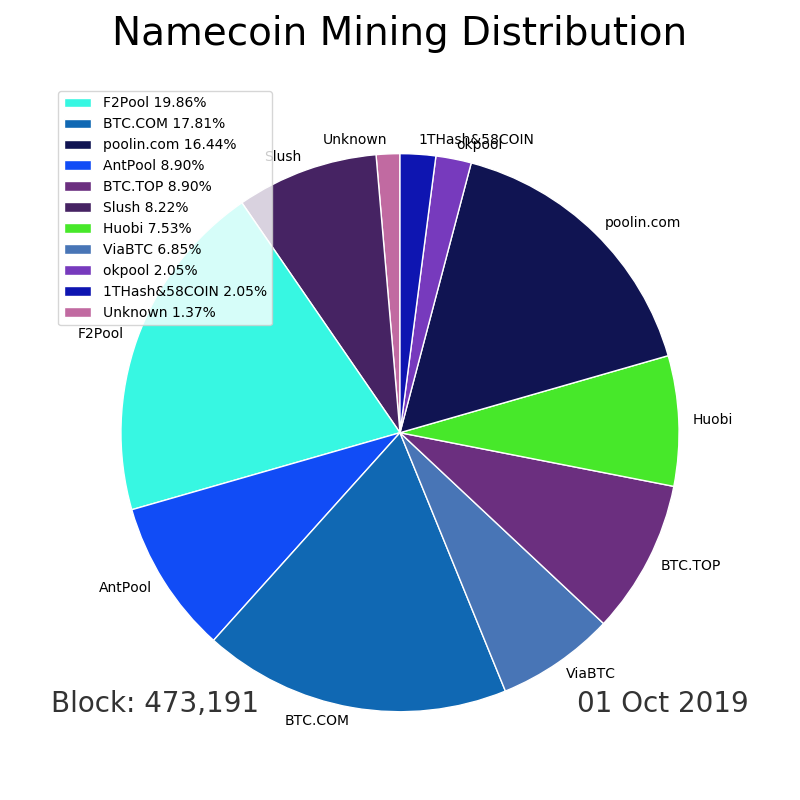 Namecoin Mining Distribution
F2Pool 19.86%
BTC.COM 17.81%
poolin.com 16.44%
AntPool 8.90%
BTC.TOP 8.90%
Slush 8.22%
Huobi 7.53%
ViaBTC 6.85%
okpool 2.05%
1THash&58COIN 2.05%
Unknown 1.37%
Unknown
1THash&58COIN
okpool
Slush
poolin.com
F2Pool
Huobi
BTC.TOP
AntPool
ViaBTC
BTC.COM
Block: 473,191
01 Oct 2019